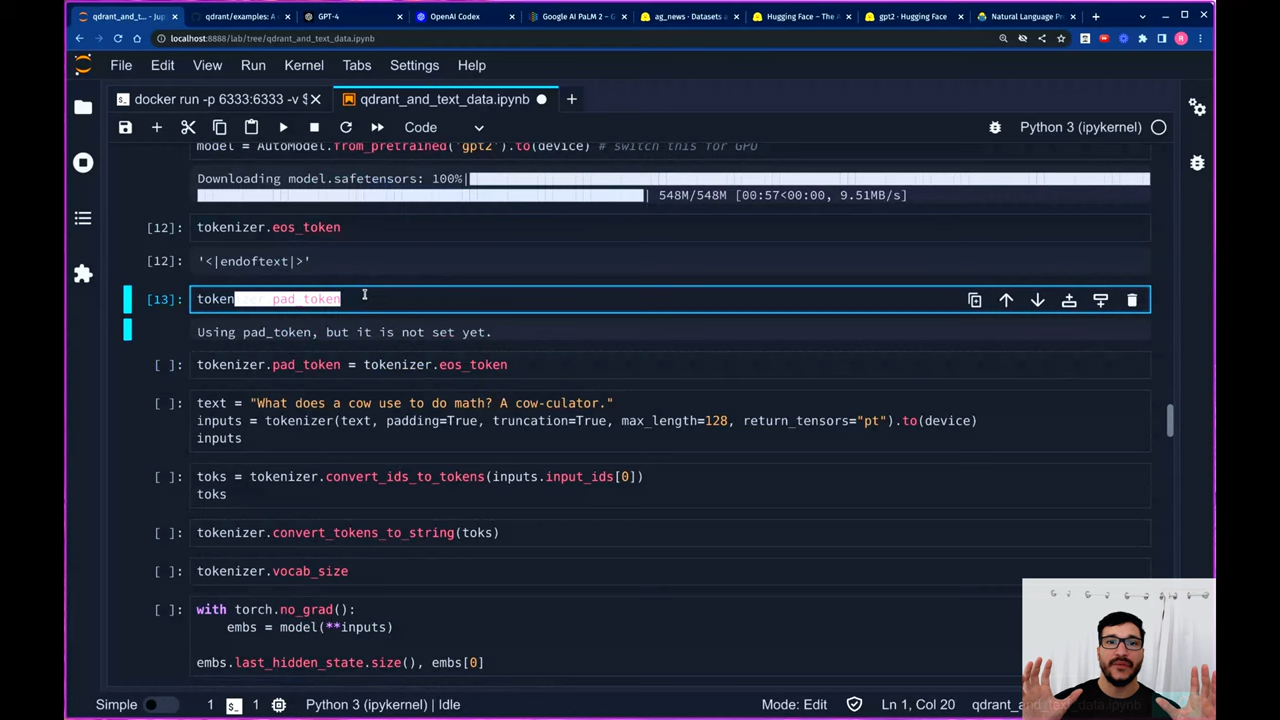 qdrant_and_t... - Jup
qdrant/examples: A
GPT-4
OpenAI Codex
Google AI PaLM 2 –
ag_news · Datasets a
Hugging Face – The A
gpt2 · Hugging Face
Natural Language Pr
localhost:8888/lab/tree/qdrant_and_text_data.ipynb
File Edit View Run Kernel Tabs Settings Help
docker run -p 6333:6333 -v $
qdrant_and_text_data.ipynb
Code
Python 3 (ipykernel)
model = AutoModel.from_pretrained('gpt2').to(device) # switch this for GPU
Downloading model.safetensors: 100%|
| 548M/548M [00:57<00:00, 9.51MB/s]
[12]: tokenizer.eos_token
[12]: '<|endoftext|>'
[13]: tokenizer.pad_token
Using pad_token, but it is not set yet.
[ ]: tokenizer.pad_token = tokenizer.eos_token
[ ]: text = "What does a cow use to do math? A cow-culator."
inputs = tokenizer(text, padding=True, truncation=True, max_length=128, return_tensors="pt").to(device)
inputs
[ ]: toks = tokenizer.convert_ids_to_tokens(inputs.input_ids[0])
toks
[ ]: tokenizer.convert_tokens_to_string(toks)
[ ]: tokenizer.vocab_size
[ ]: with torch.no_grad():
embs = model(**inputs)
embs.last_hidden_state.size(), embs[0]
Simple 1 $_ 1 Python 3 (ipykernel) | Idle
Mode: Edit
Ln 1, Col 20
qdrant_and_text_data.ipynb